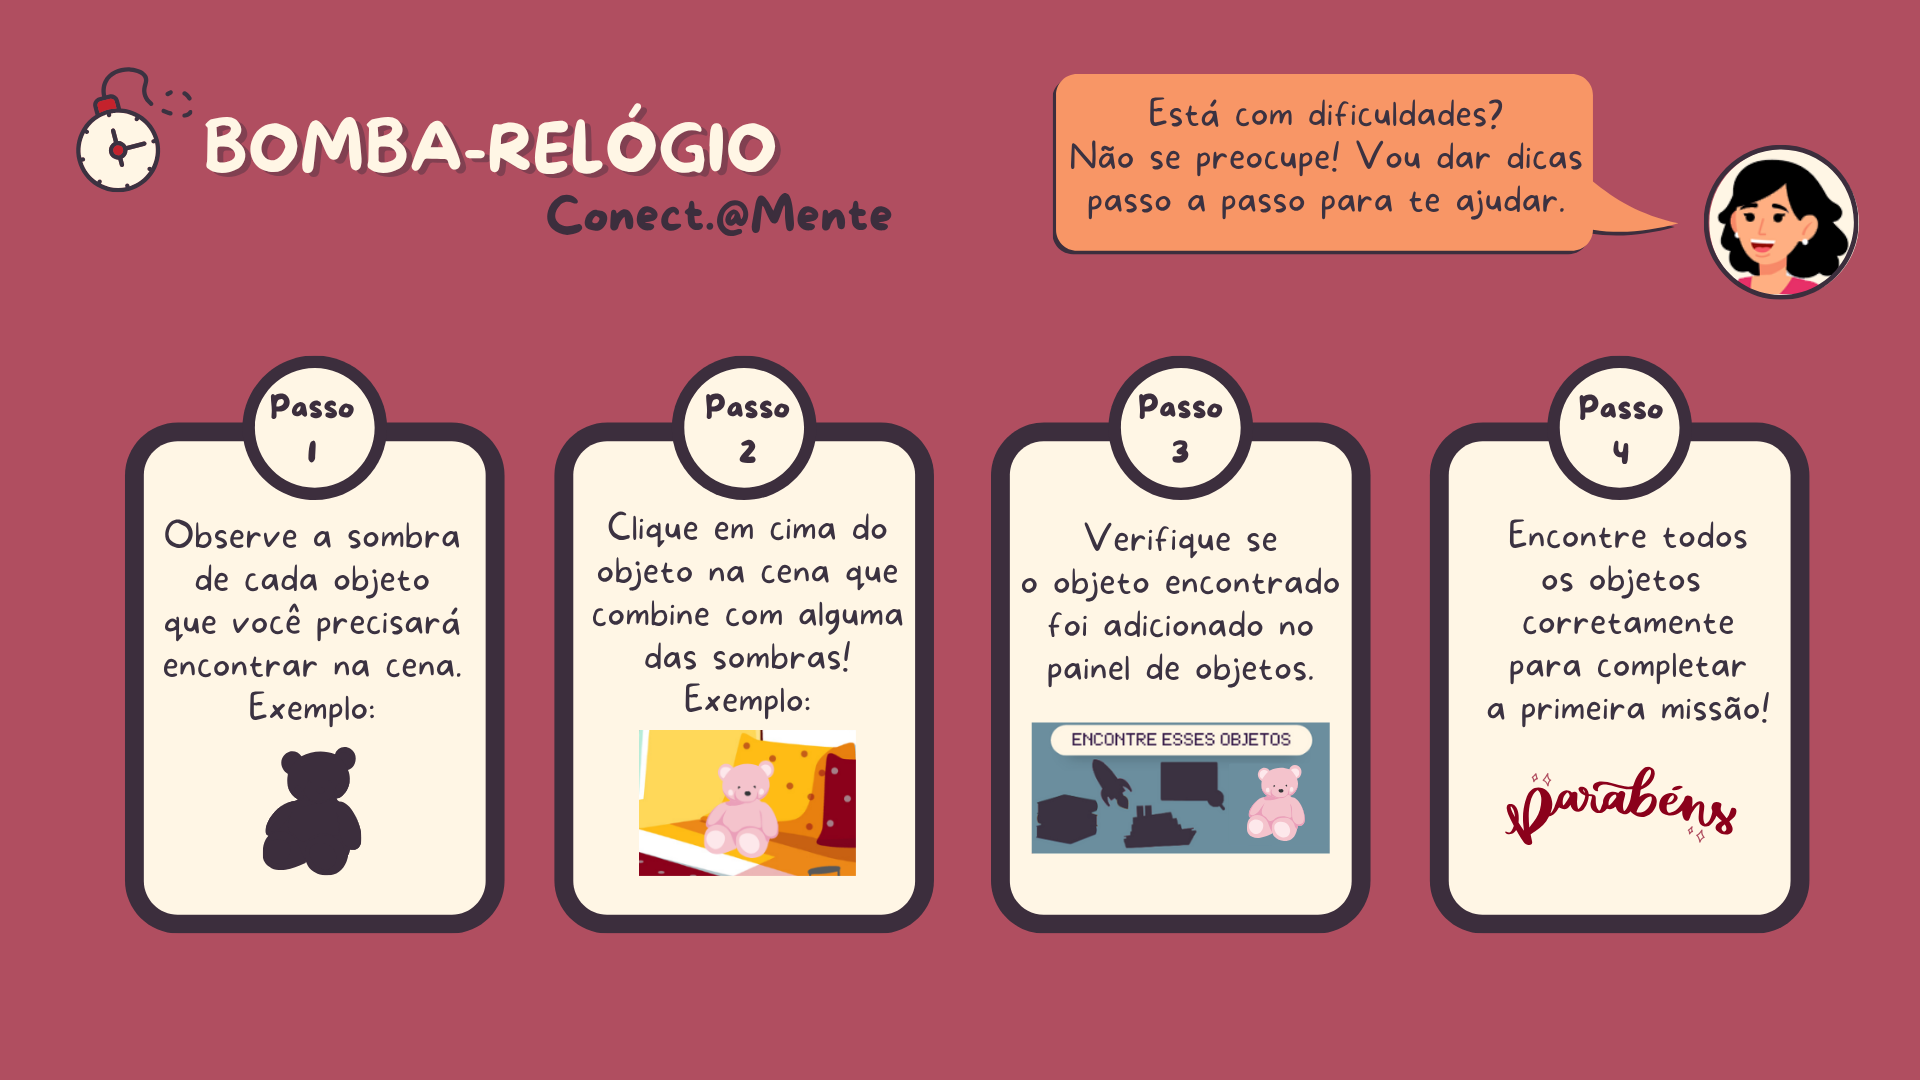 BOMBA-RELÓGIO
Conect.@Mente
Está com dificuldades?
Não se preocupe! Vou dar dicas
passo a passo para te ajudar.
Passo
1
Observe a sombra
de cada objeto
que você precisará
encontrar na cena.
Exemplo:
Passo
2
Clique em cima do
objeto na cena que
combine com alguma
das sombras!
Exemplo:
Passo
3
Verifique se
o objeto encontrado
foi adicionado no
painel de objetos.
ENCONTRE ESSES OBJETOS
Passo
4
Encontre todos
os objetos
corretamente
para completar
a primeira missão!
Parabéns